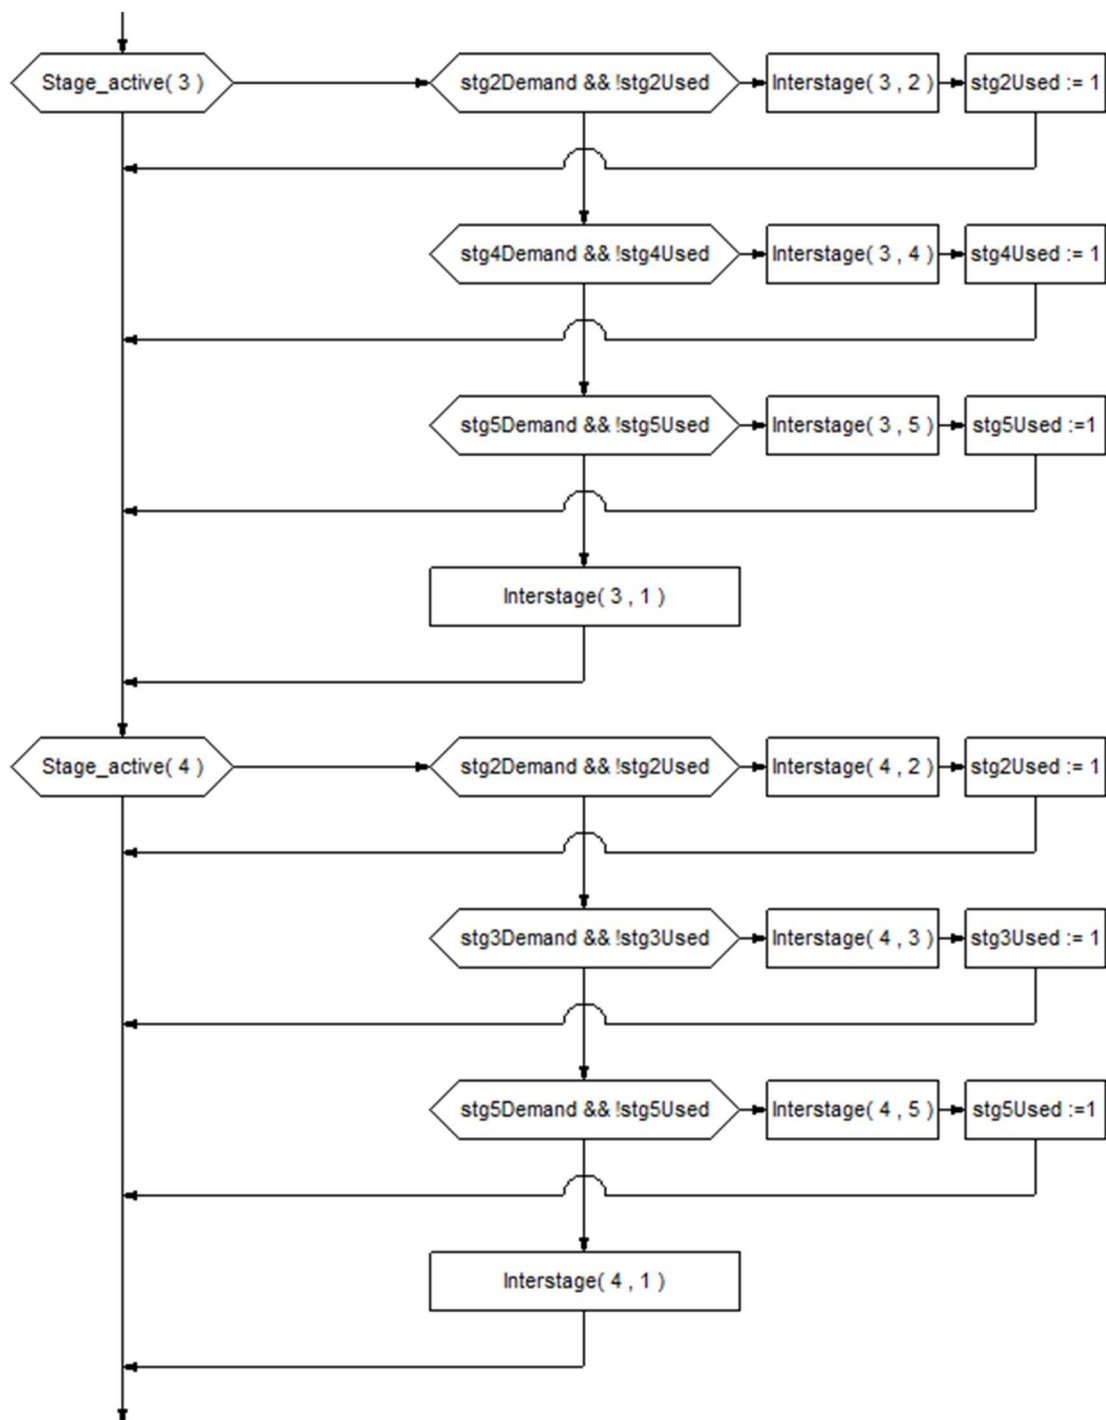 Stage_active( 3 )
stg2Demand && !stg2Used
Interstage( 3 , 2 )
stg2Used := 1
stg4Demand && !stg4Used
Interstage( 3 , 4 )
stg4Used := 1
stg5Demand && !stg5Used
Interstage( 3 , 5 )
stg5Used :=1
Interstage( 3 , 1 )
Stage_active( 4 )
stg2Demand && !stg2Used
Interstage( 4 , 2 )
stg2Used := 1
stg3Demand && !stg3Used
Interstage( 4 , 3 )
stg3Used := 1
stg5Demand && !stg5Used
Interstage( 4 , 5 )
stg5Used :=1
Interstage( 4 , 1 )